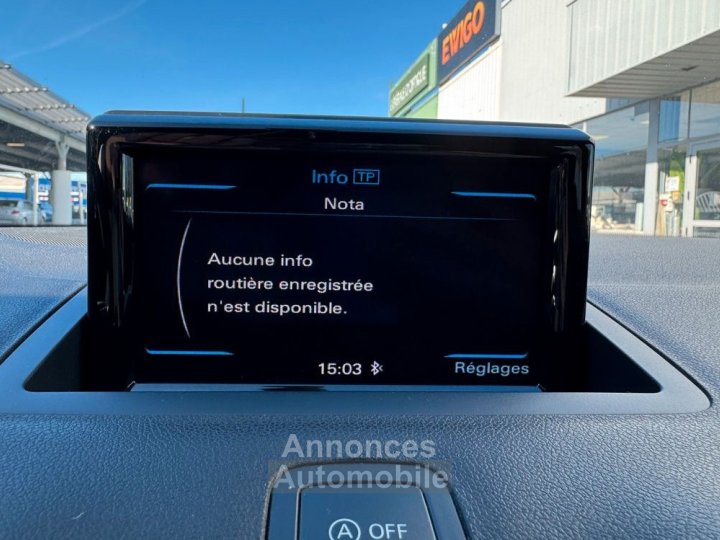 EWIGO
Info TP
Nota
Aucune info
routière enregistrée
n'est disponible.
15:03
Réglages
Annonces
Automobile
A OFF